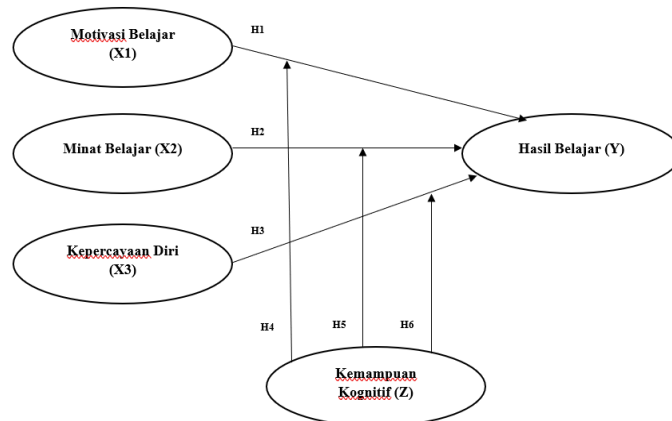 Motivasi Belajar
(X1)
H1
Minat Belajar (X2)
H2
Hasil Belajar (Y)
Kepercayaan Diri
(X3)
H3
H4
H5
H6
Kemampuan
Kognitif (Z)